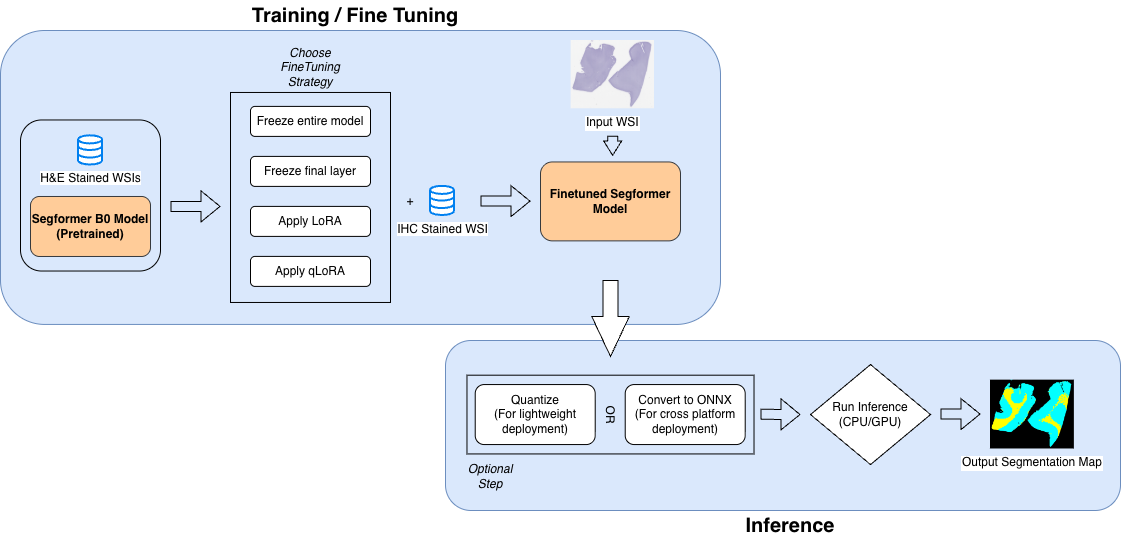 Training / Fine Tuning
Choose
FineTuning
Strategy
Freeze entire model
Freeze final layer
Apply LoRA
Apply qLoRA
H&E Stained WSIs
Segformer B0 Model
(Pretrained)
+
IHC Stained WSI
Input WSI
Finetuned Segformer
Model
Quantize
(For lightweight
deployment)
OR
Convert to ONNX
(For cross platform
deployment)
Optional
Step
Run Inference
(CPU/GPU)
Output Segmentation Map
Inference